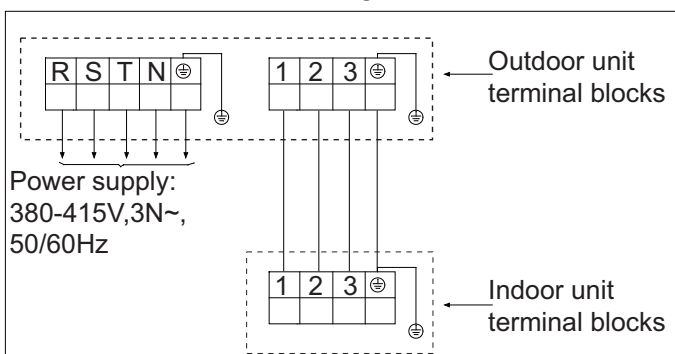 R S T N
1 2 3
Outdoor unit
terminal blocks
Power supply:
380-415V,3N~,
50/60Hz
1 2 3
Indoor unit
terminal blocks